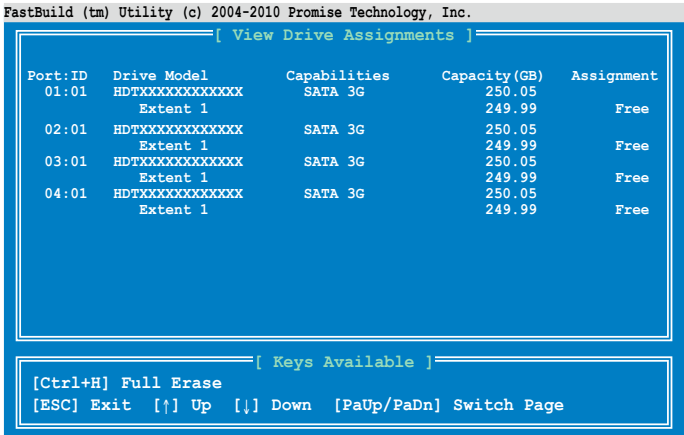 FastBuild (tm) Utility (c) 2004-2010 Promise Technology, Inc.
[ View Drive Assignments ]
Port:ID Drive Model Capabilities Capacity(GB) Assignment
01:01 HDTXXXXXXXXXXXX SATA 3G 250.05
Extent 1 249.99 Free
02:01 HDTXXXXXXXXXXXX SATA 3G 250.05
Extent 1 249.99 Free
03:01 HDTXXXXXXXXXXXX SATA 3G 250.05
Extent 1 249.99 Free
04:01 HDTXXXXXXXXXXXX SATA 3G 250.05
Extent 1 249.99 Free
[ Keys Available ]
[Ctrl+H] Full Erase
[ESC] Exit [↑] Up [↓] Down [PaUp/PaDn] Switch Page